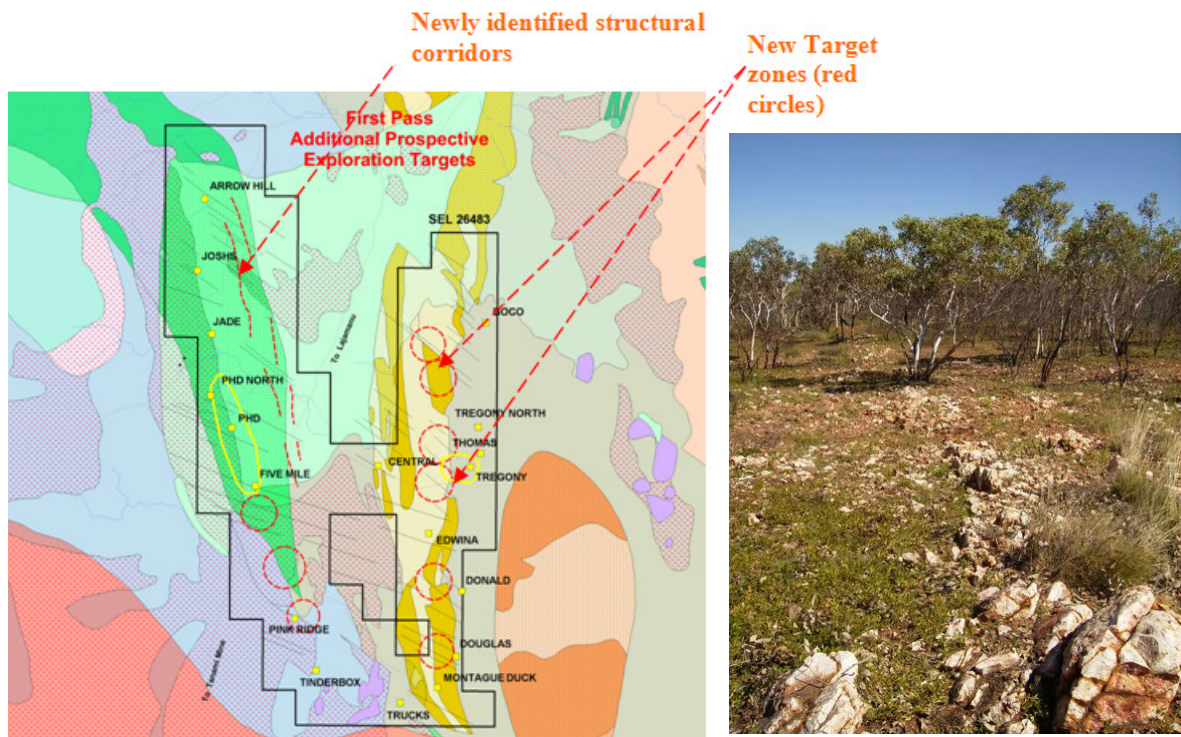 Newly identified structural
corridors
New Target
zones (red
circles)
First Pass
Additional Prospective
Exploration Targets
ARROW HILL
SEL 26483
JOSHS
BOCO
JADE
To Lajamanu
PHD NORTH
PHD
TREGONY NORTH
THOMAS
CENTRAL
TREGONY
FIVE MILE
EDWINA
DONALD
PINK RIDGE
DOUGLAS
To Tanami Mine
TINDERBOX
MONTAGUE DUCK
TRUCKS